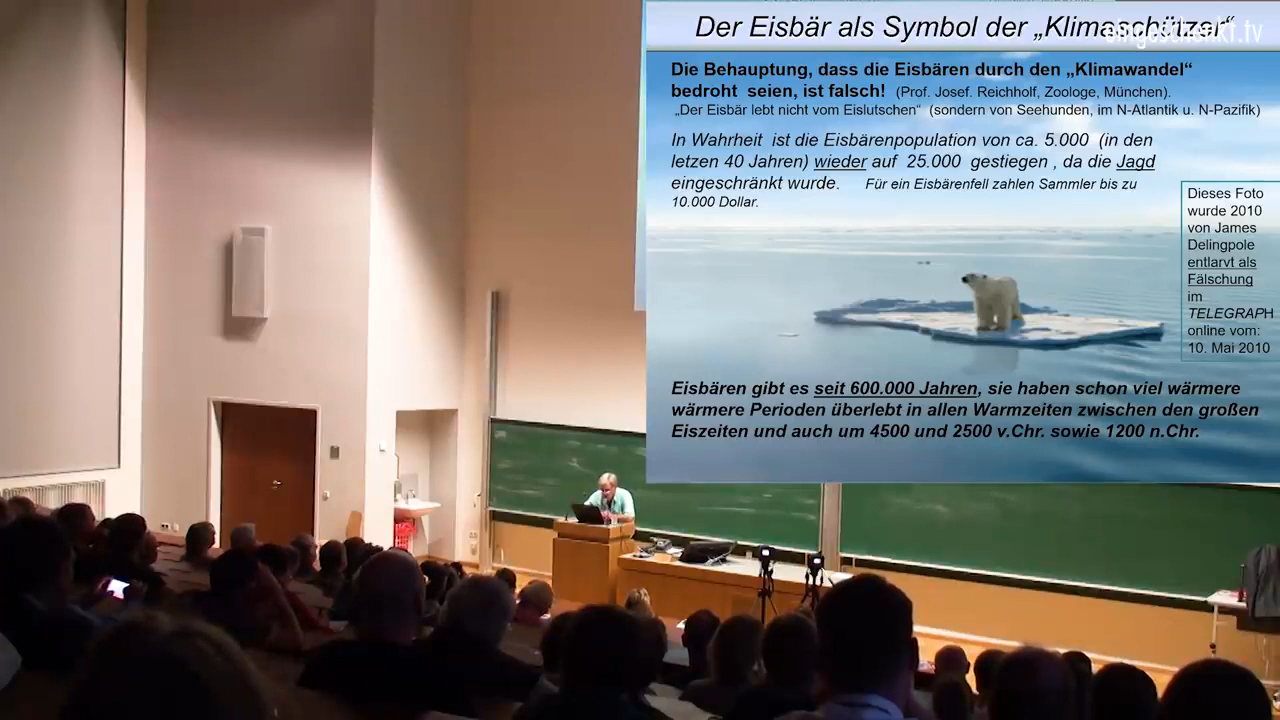 Der Eisbär als Symbol der „Klimaschützer“
eingeschenkt.tv
Die Behauptung, dass die Eisbären durch den „Klimawandel“
bedroht seien, ist falsch! (Prof. Josef. Reichholf, Zoologe, München).
„Der Eisbär lebt nicht vom Eislutschen“ (sondern von Seehunden, im N-Atlantik u. N-Pazifik)
In Wahrheit ist die Eisbärenpopulation von ca. 5.000 (in den
letzen 40 Jahren) wieder auf 25.000 gestiegen , da die Jagd
eingeschränkt wurde. Für ein Eisbärenfell zahlen Sammler bis zu
10.000 Dollar.
Dieses Foto
wurde 2010
von James
Delingpole
entlarvt als
Fälschung
im
TELEGRAPH
online vom:
10. Mai 2010
Eisbären gibt es seit 600.000 Jahren, sie haben schon viel wärmere
wärmere Perioden überlebt in allen Warmzeiten zwischen den großen
Eiszeiten und auch um 4500 und 2500 v.Chr. sowie 1200 n.Chr.